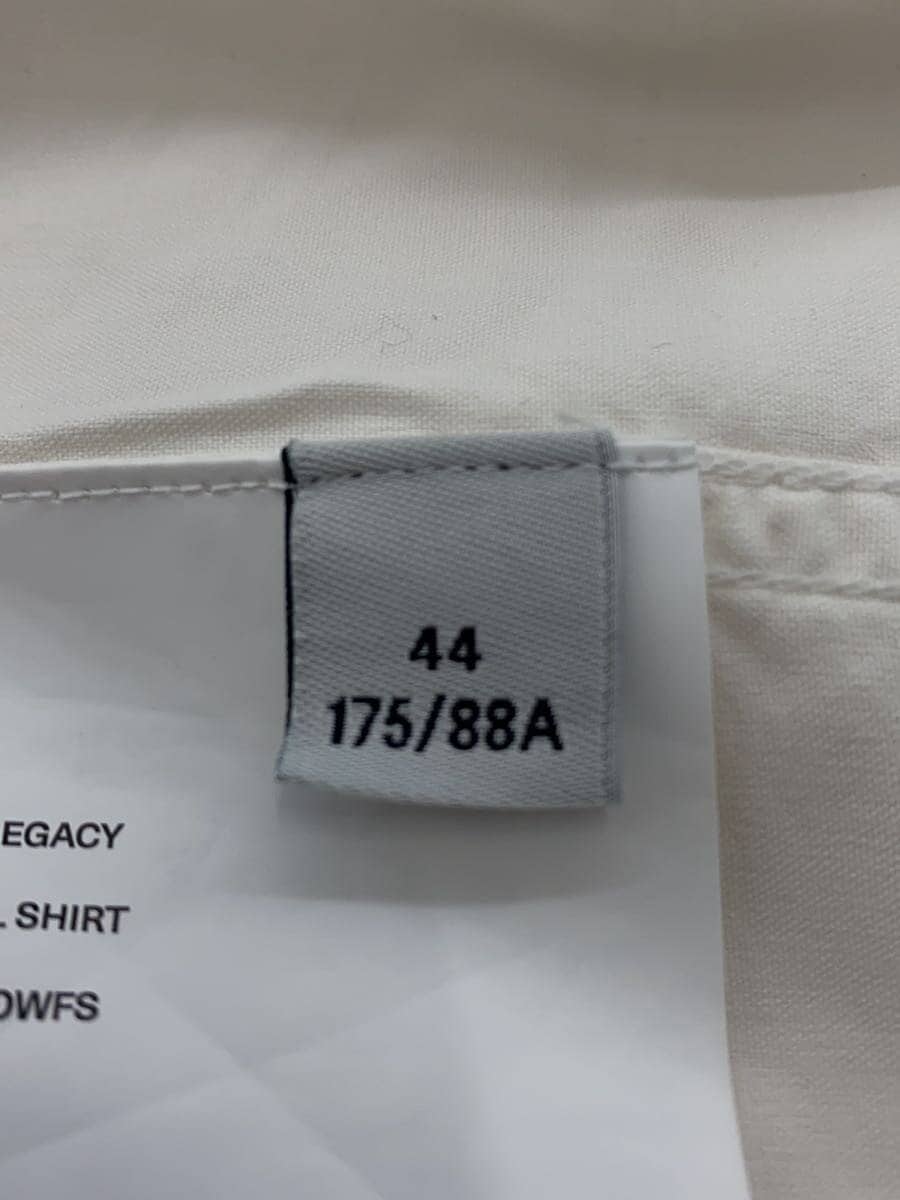 44
175/88A
EGACY
. SHIRT
OWFS